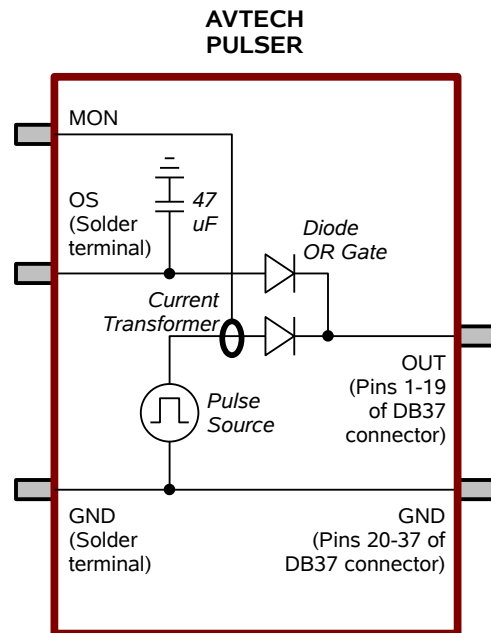 AVTECH
PULSER
MON
OS
(Solder
terminal)
47
uF
Diode
OR Gate
Current
Transformer
OUT
(Pins 1-19
of DB37
connector)
Pulse
Source
GND
(Solder
terminal)
GND
(Pins 20-37 of
DB37 connector)